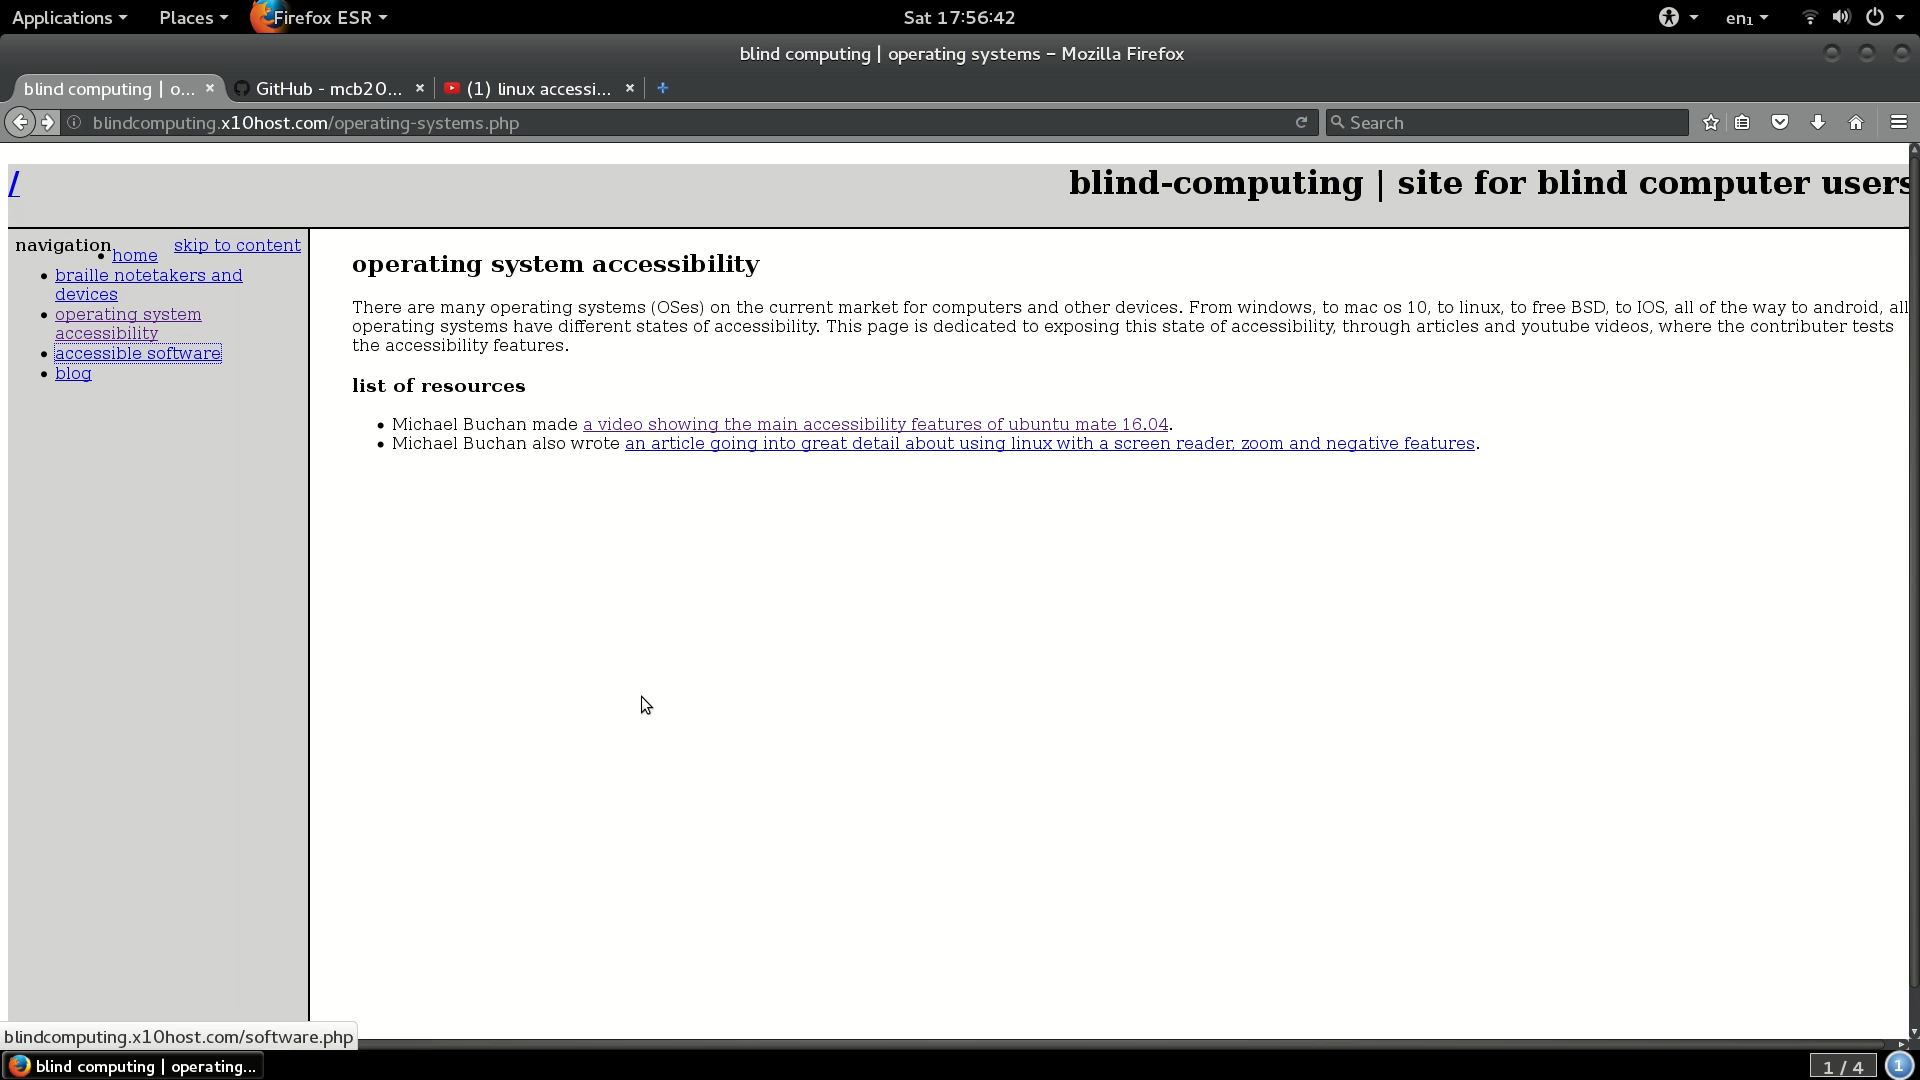 Applications Places Firefox ESR Sat 17:56:42 en₁
blind computing | operating systems – Mozilla Firefox
blind computing | o... × GitHub - mcb20... × (1) linux accessi... ×
blindcomputing.x10host.com/operating-systems.php Search
/ blind-computing | site for blind computer users
navigation skip to content
home
braille notetakers and
devices
operating system
accessibility
accessible software
blog
operating system accessibility
There are many operating systems (OSes) on the current market for computers and other devices. From windows, to mac os 10, to linux, to free BSD, to IOS, all of the way to android, all
operating systems have different states of accessibility. This page is dedicated to exposing this state of accessibility, through articles and youtube videos, where the contributer tests
the accessibility features.
list of resources
Michael Buchan made a video showing the main accessibility features of ubuntu mate 16.04.
Michael Buchan also wrote an article going into great detail about using linux with a screen reader, zoom and negative features.
blindcomputing.x10host.com/software.php
blind computing | operating... 1 / 4 1